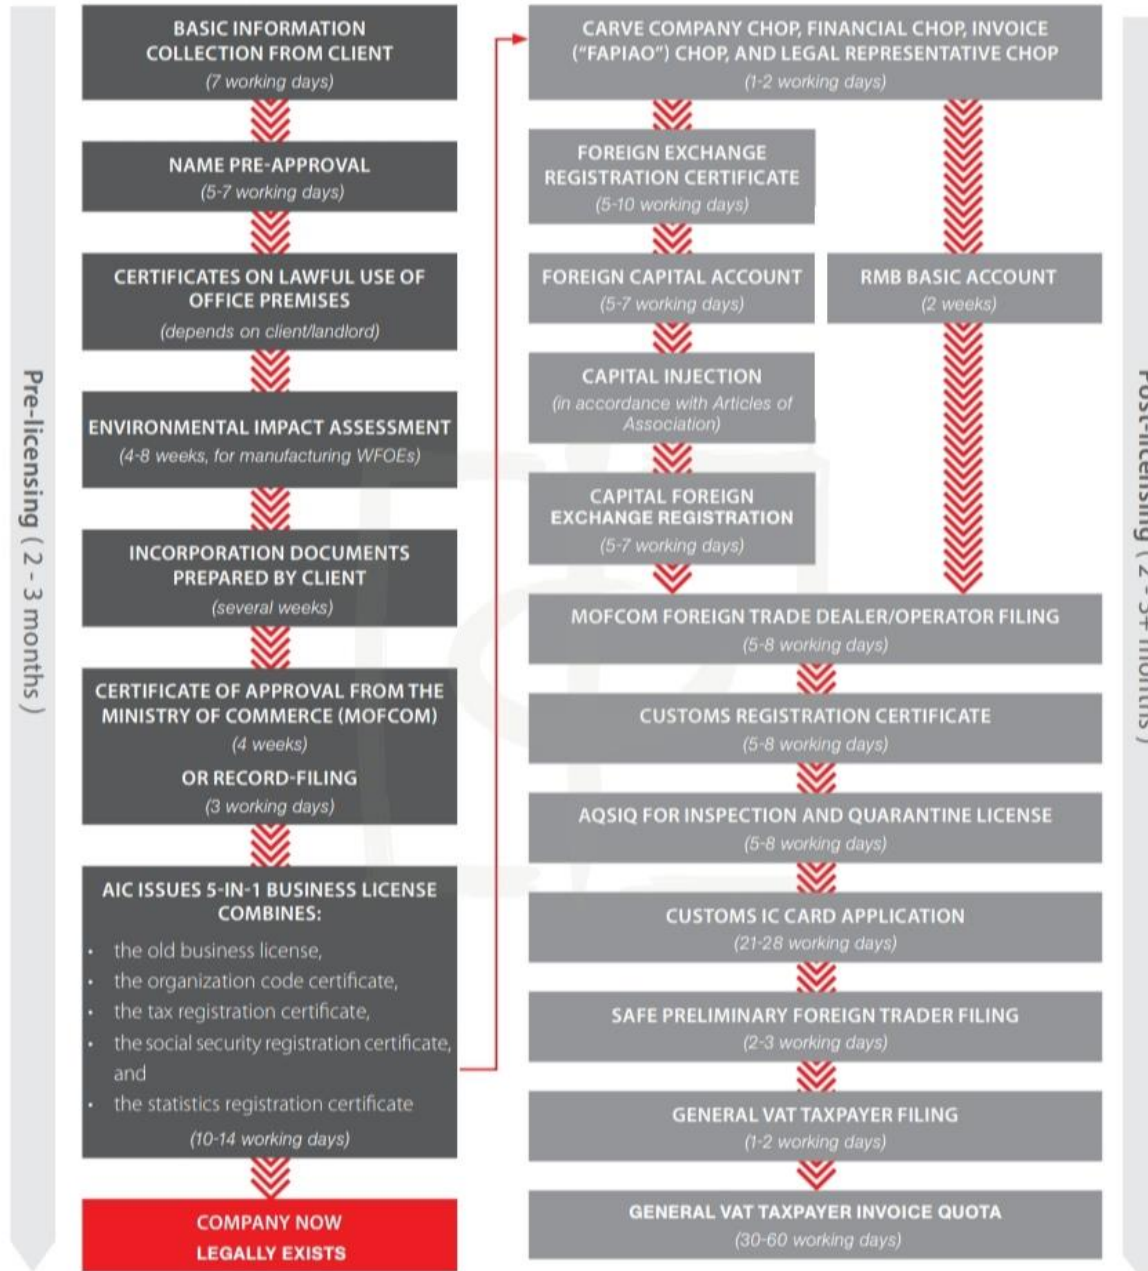 Pre-licensing ( 2 - 3 months )
BASIC INFORMATION
COLLECTION FROM CLIENT
(7 working days)
NAME PRE-APPROVAL
(5-7 working days)
CERTIFICATES ON LAWFUL USE OF
OFFICE PREMISES
(depends on client/landlord)
ENVIRONMENTAL IMPACT ASSESSMENT
(4-8 weeks, for manufacturing WFOEs)
INCORPORATION DOCUMENTS
PREPARED BY CLIENT
(several weeks)
CERTIFICATE OF APPROVAL FROM THE
MINISTRY OF COMMERCE (MOFCOM)
(4 weeks)
OR RECORD-FILING
(3 working days)
AIC ISSUES 5-IN-1 BUSINESS LICENSE
COMBINES:
• the old business license,
• the organization code certificate,
• the tax registration certificate,
• the social security registration certificate,
and
• the statistics registration certificate
(10-14 working days)
COMPANY NOW
LEGALLY EXISTS
CARVE COMPANY CHOP, FINANCIAL CHOP, INVOICE
("FAPIAO") CHOP, AND LEGAL REPRESENTATIVE CHOP
(1-2 working days)
FOREIGN EXCHANGE
REGISTRATION CERTIFICATE
(5-10 working days)
FOREIGN CAPITAL ACCOUNT
(5-7 working days)
RMB BASIC ACCOUNT
(2 weeks)
CAPITAL INJECTION
(in accordance with Articles of
Association)
CAPITAL FOREIGN
EXCHANGE REGISTRATION
(5-7 working days)
MOFCOM FOREIGN TRADE DEALER/OPERATOR FILING
(5-8 working days)
CUSTOMS REGISTRATION CERTIFICATE
(5-8 working days)
AQSIQ FOR INSPECTION AND QUARANTINE LICENSE
(5-8 working days)
CUSTOMS IC CARD APPLICATION
(21-28 working days)
SAFE PRELIMINARY FOREIGN TRADER FILING
(2-3 working days)
GENERAL VAT TAXPAYER FILING
(1-2 working days)
GENERAL VAT TAXPAYER INVOICE QUOTA
(30-60 working days)
Post-licensing ( 2 - 3+ months )